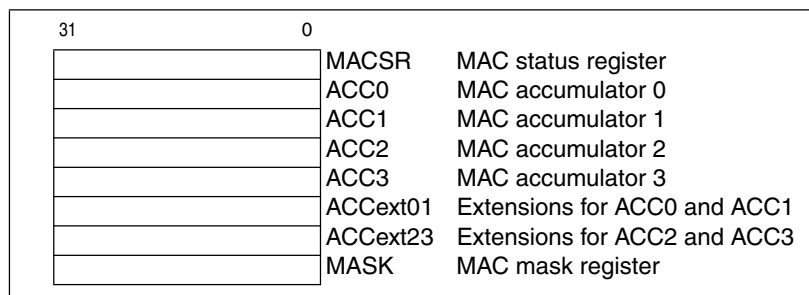 31 0
MACSR MAC status register
ACC0 MAC accumulator 0
ACC1 MAC accumulator 1
ACC2 MAC accumulator 2
ACC3 MAC accumulator 3
ACCext01 Extensions for ACC0 and ACC1
ACCext23 Extensions for ACC2 and ACC3
MASK MAC mask register